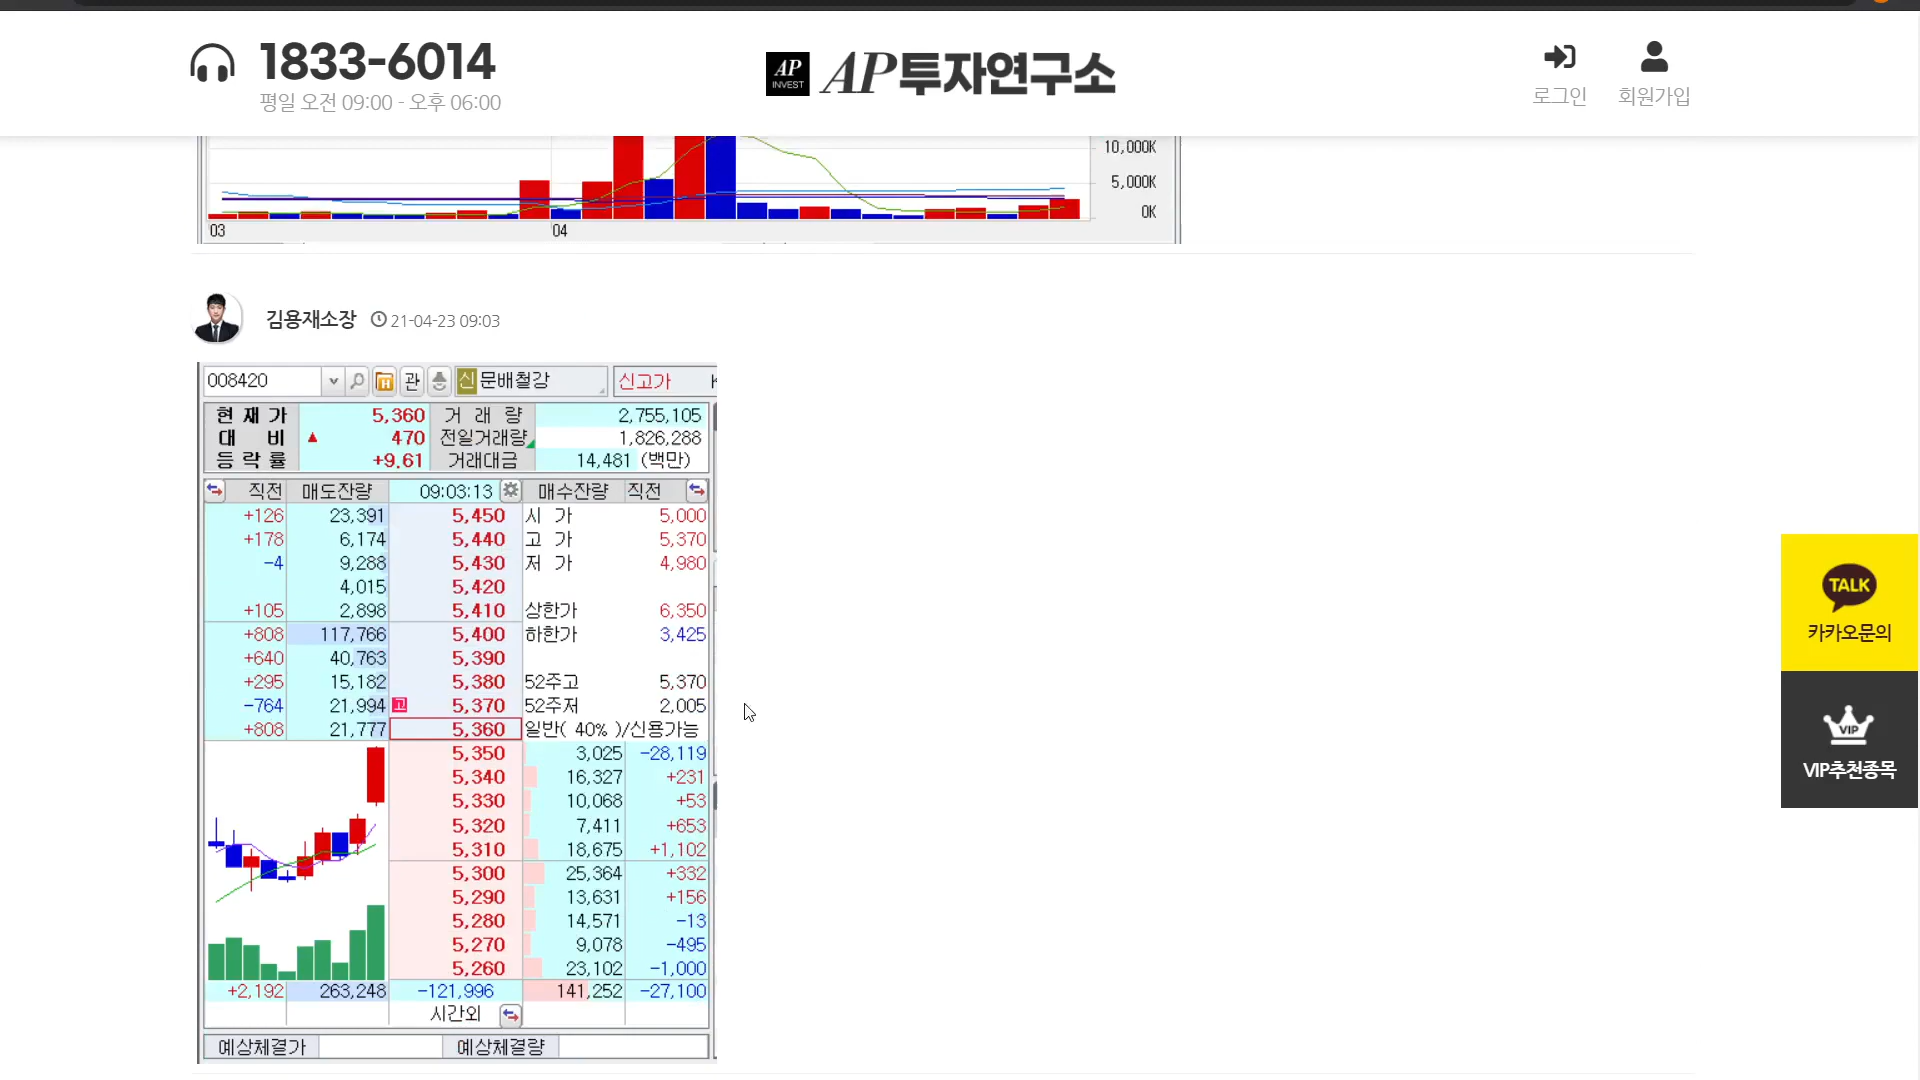 1833-6014
평일 오전 09:00 - 오후 06:00
AP
INVEST
AP투자연구소
로그인
회원가입
10,000K
5,000K
0K
03
04
김용재소장
21-04-23 09:03
008420 관 신 문배철강 신고가
현재가 5,360 거래량 2,755,105
대비 ▲ 470 전일거래량 1,826,288
등락률 +9.61 거래대금 14,481 (백만)
직전 매도잔량 09:03:13 매수잔량 직전
+126 23,391 5,450 시가 5,000
+178 6,174 5,440 고가 5,370
-4 9,288 5,430 저가 4,980
4,015 5,420
+105 2,898 5,410 상한가 6,350
+808 117,766 5,400 하한가 3,425
+640 40,763 5,390
+295 15,182 5,380 52주고 5,370
-764 21,994 고 5,370 52주저 2,005
+808 21,777 5,360 일반( 40% )/신용가능
5,350 3,025 -28,119
5,340 16,327 +231
5,330 10,068 +53
5,320 7,411 +653
5,310 18,675 +1,102
5,300 25,364 +332
5,290 13,631 +156
5,280 14,571 -13
5,270 9,078 -495
5,260 23,102 -1,000
+2,192 263,248 -121,996 141,252 -27,100
시간외
예상체결가 예상체결량
TALK
카카오문의
VIP
VIP추천종목